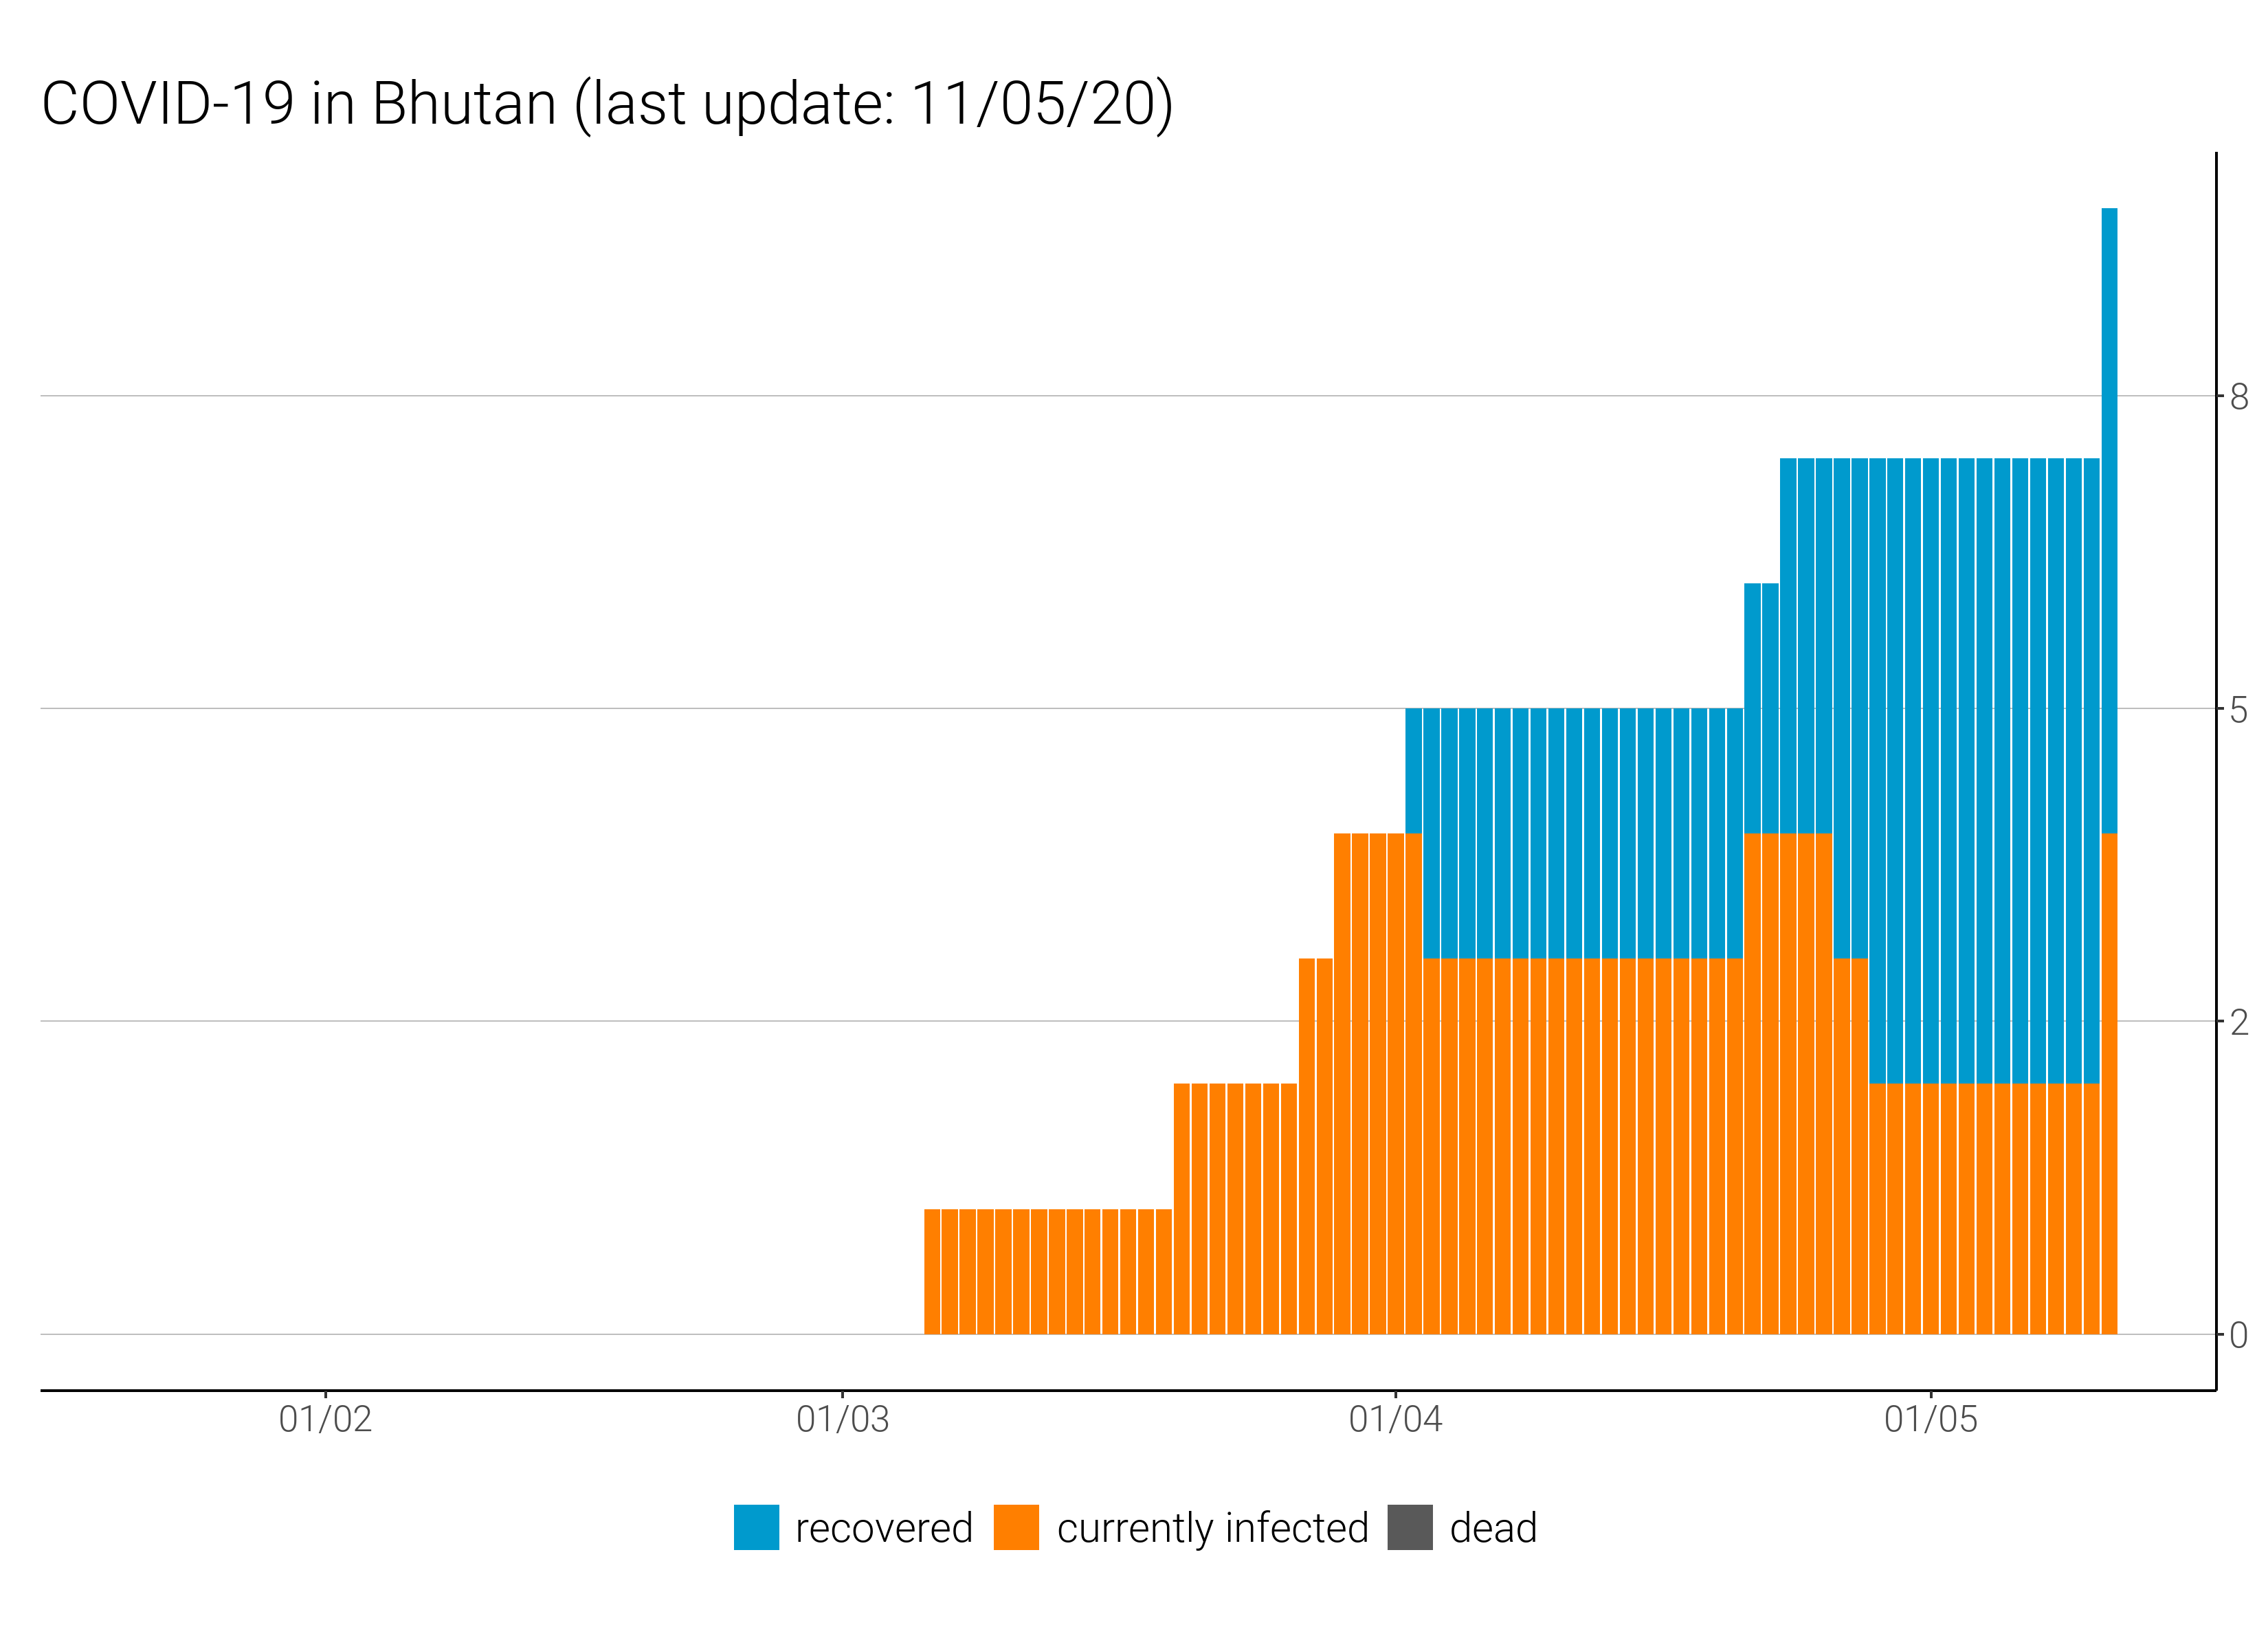 COVID-19 in Bhutan (last update: 11/05/20)
8
5
2
0
01/02 01/03 01/04 01/05
recovered currently infected dead